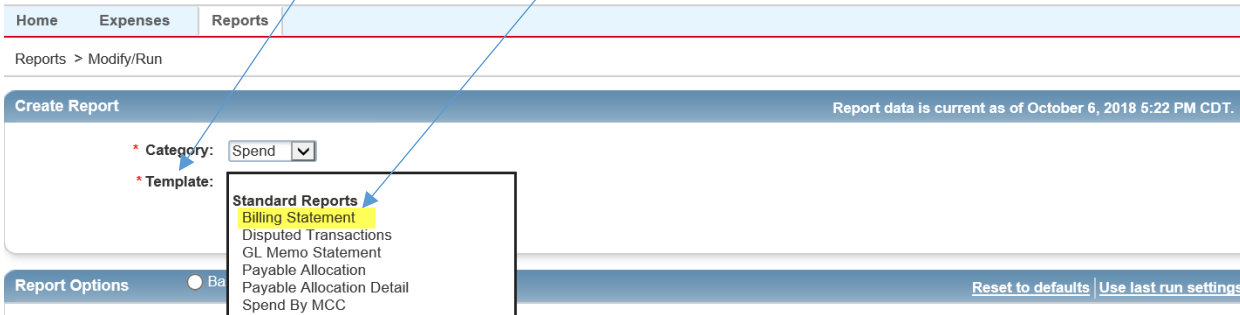 Home Expenses Reports
Reports > Modify/Run
Create Report Report data is current as of October 6, 2018 5:22 PM CDT.
* Category: Spend
* Template:
Standard Reports
Billing Statement
Disputed Transactions
GL Memo Statement
Payable Allocation
Payable Allocation Detail
Spend By MCC
Report Options Reset to defaults | Use last run settings